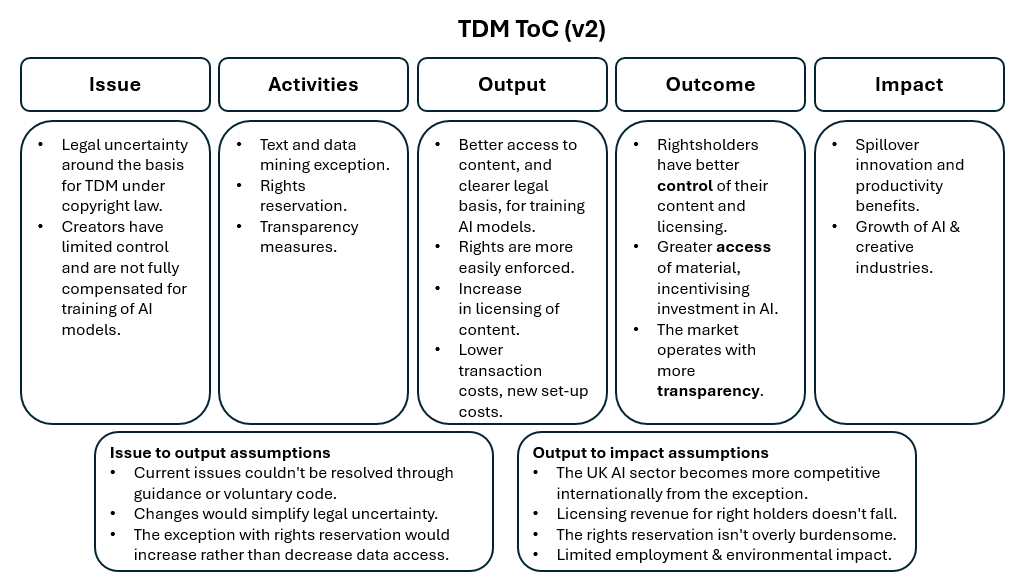 TDM ToC (v2)
Issue
Activities
Output
Outcome
Impact
• Legal uncertainty
around the basis
for TDM under
copyright law.
• Creators have
limited control
and are not fully
compensated for
training of AI
models.
• Text and data
mining exception.
• Rights
reservation.
• Transparency
measures.
• Better access to
content, and
clearer legal
basis, for training
AI models.
• Rights are more
easily enforced.
• Increase
in licensing of
content.
• Lower
transaction
costs, new set-up
costs.
• Rightsholders
have better
control of their
content and
licensing.
• Greater access
of material,
incentivising
investment in AI.
• The market
operates with
more
transparency.
• Spillover
innovation and
productivity
benefits.
• Growth of AI &
creative
industries.
Issue to output assumptions
• Current issues couldn't be resolved through
guidance or voluntary code.
• Changes would simplify legal uncertainty.
• The exception with rights reservation would
increase rather than decrease data access.
Output to impact assumptions
• The UK AI sector becomes more competitive
internationally from the exception.
• Licensing revenue for right holders doesn't fall.
• The rights reservation isn't overly burdensome.
• Limited employment & environmental impact.